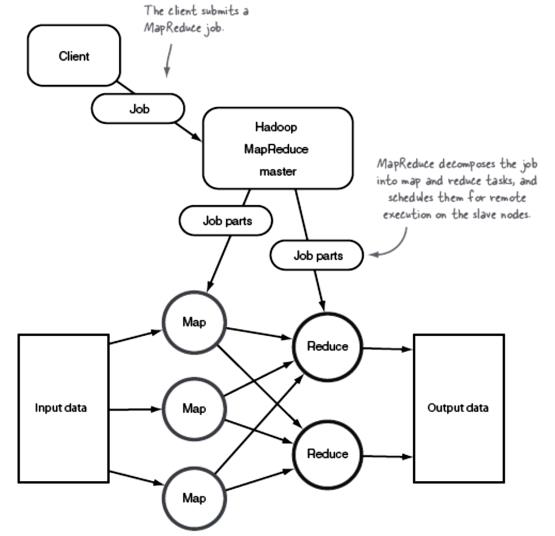 The client submits a
MapReduce job.
Client
Job
Hadoop
MapReduce
master
MapReduce decomposes the job
into map and reduce tasks, and
schedules them for remote
execution on the slave nodes.
Job parts
Job parts
Map
Reduce
Input data
Map
Output data
Reduce
Map